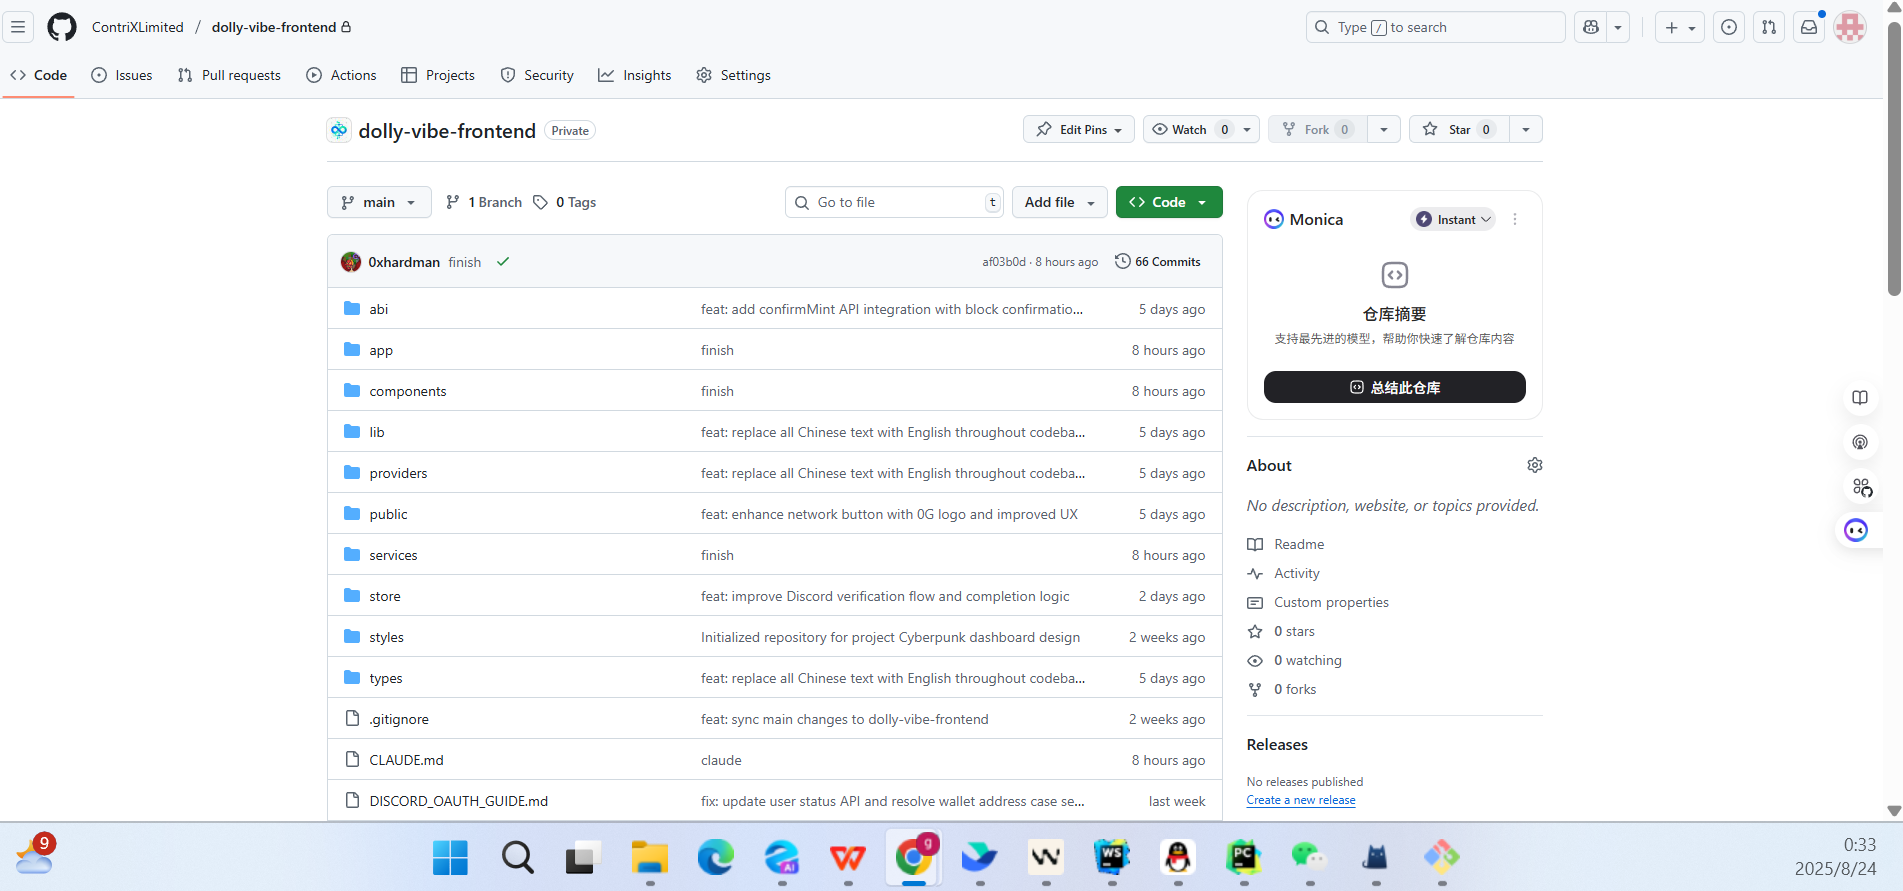 ContriXLimited / dolly-vibe-frontend
Type / to search
Code
Issues
Pull requests
Actions
Projects
Security
Insights
Settings
dolly-vibe-frontend Private
Edit Pins
Watch 0
Fork 0
Star 0
main
1 Branch
0 Tags
Go to file t
Add file
Code
0xhardman finish
af03b0d · 8 hours ago
66 Commits
abi feat: add confirmMint API integration with block confirmatio... 5 days ago
app finish 8 hours ago
components finish 8 hours ago
lib feat: replace all Chinese text with English throughout codeba... 5 days ago
providers feat: replace all Chinese text with English throughout codeba... 5 days ago
public feat: enhance network button with 0G logo and improved UX 5 days ago
services finish 8 hours ago
store feat: improve Discord verification flow and completion logic 2 days ago
styles Initialized repository for project Cyberpunk dashboard design 2 weeks ago
types feat: replace all Chinese text with English throughout codeba... 5 days ago
.gitignore feat: sync main changes to dolly-vibe-frontend 2 weeks ago
CLAUDE.md claude 8 hours ago
DISCORD_OAUTH_GUIDE.md fix: update user status API and resolve wallet address case se... last week
Monica
Instant
仓库摘要
支持最先进的模型，帮助你快速了解仓库内容
总结此仓库
About
No description, website, or topics provided.
Readme
Activity
Custom properties
0 stars
0 watching
0 forks
Releases
No releases published
Create a new release
9
AI
g
WS
PC
0:33
2025/8/24